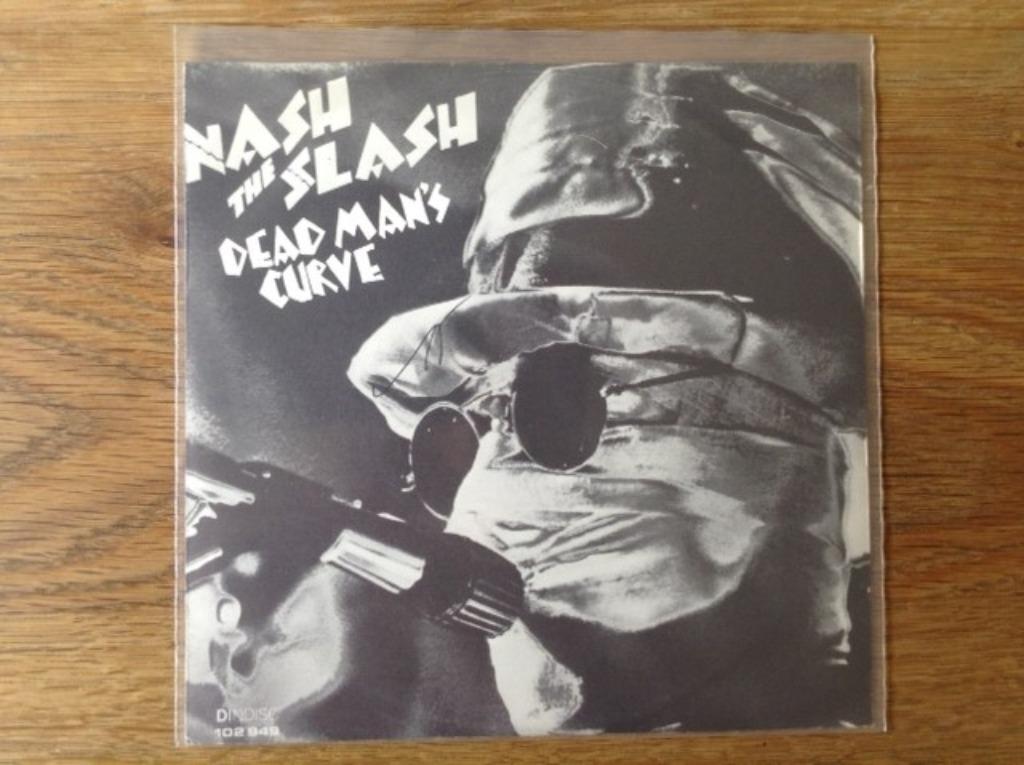 NASH
THE SLASH
DEAD MAN'S
CURVE
DINDISC
102 949